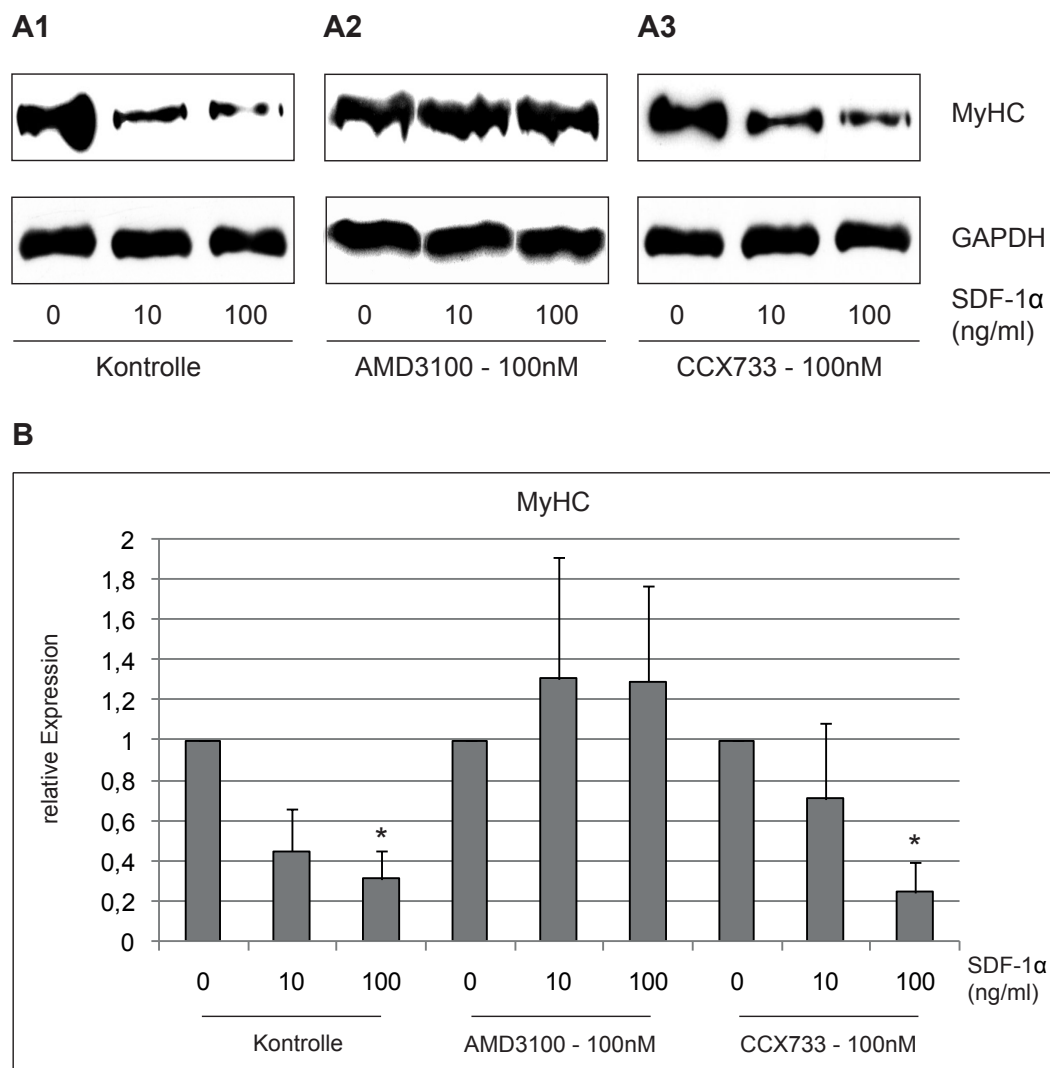 A1 A2 A3
MyHC
GAPDH
0 10 100 0 10 100 0 10 100 SDF-1α
(ng/ml)
Kontrolle AMD3100 - 100nM CCX733 - 100nM
B
MyHC
2
1,8
1,6
1,4
1,2
1
0,8
0,6
0,4
0,2
0
relative Expression
*
*
0 10 100 0 10 100 0 10 100 SDF-1α
(ng/ml)
Kontrolle AMD3100 - 100nM CCX733 - 100nM